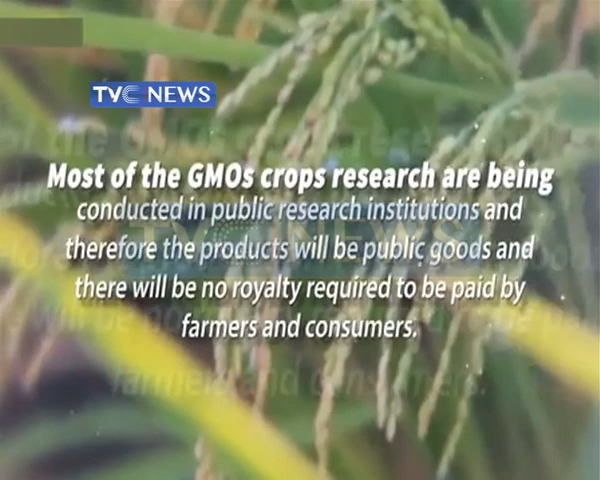 TVC NEWS
Most of the GMOs crops research are being
conducted in public research institutions and
therefore the products will be public goods and
there will be no royalty required to be paid by
farmers and consumers.